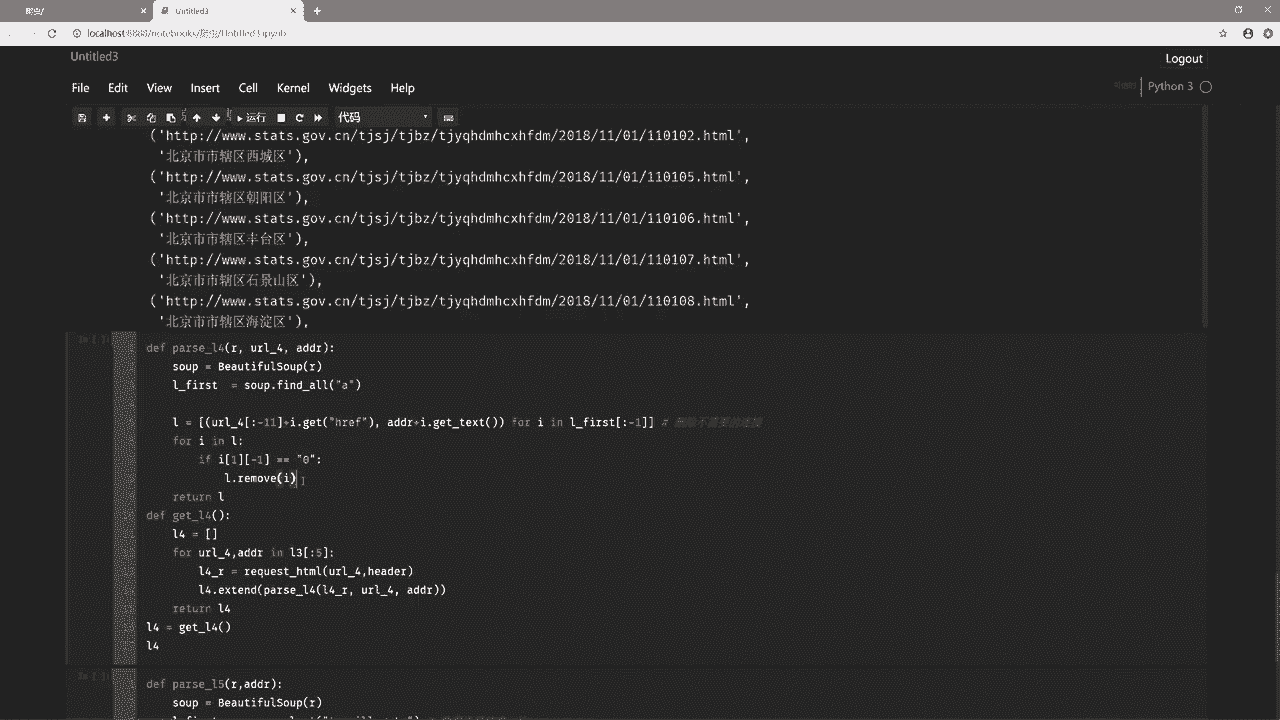 爬虫/
Untitled3
localhost:8888/notebooks/爬虫/Untitled3.ipynb
Untitled3
Logout
File Edit View Insert Cell Kernel Widgets Help
Python 3
运行
代码
('http://www.stats.gov.cn/tjsj/tjbz/tjyqhdmhcxhfdm/2018/11/01/110102.html',
'北京市市辖区西城区'),
('http://www.stats.gov.cn/tjsj/tjbz/tjyqhdmhcxhfdm/2018/11/01/110105.html',
'北京市市辖区朝阳区'),
('http://www.stats.gov.cn/tjsj/tjbz/tjyqhdmhcxhfdm/2018/11/01/110106.html',
'北京市市辖区丰台区'),
('http://www.stats.gov.cn/tjsj/tjbz/tjyqhdmhcxhfdm/2018/11/01/110107.html',
'北京市市辖区石景山区'),
('http://www.stats.gov.cn/tjsj/tjbz/tjyqhdmhcxhfdm/2018/11/01/110108.html',
'北京市市辖区海淀区'),
In [ ]:
def parse_l4(r, url_4, addr):
soup = BeautifulSoup(r)
l_first = soup.find_all("a")
l = [(url_4[:-11]+i.get("href"), addr+i.get_text()) for i in l_first[:-1]] #
for i in l:
if i[1][-1] == "0":
l.remove(i)
return l
def get_l4():
l4 = []
for url_4,addr in l3[:5]:
l4_r = request_html(url_4,header)
l4.extend(parse_l4(l4_r, url_4, addr))
return l4
l4 = get_l4()
l4
In [ ]:
def parse_l5(r,addr):
soup = BeautifulSoup(r)